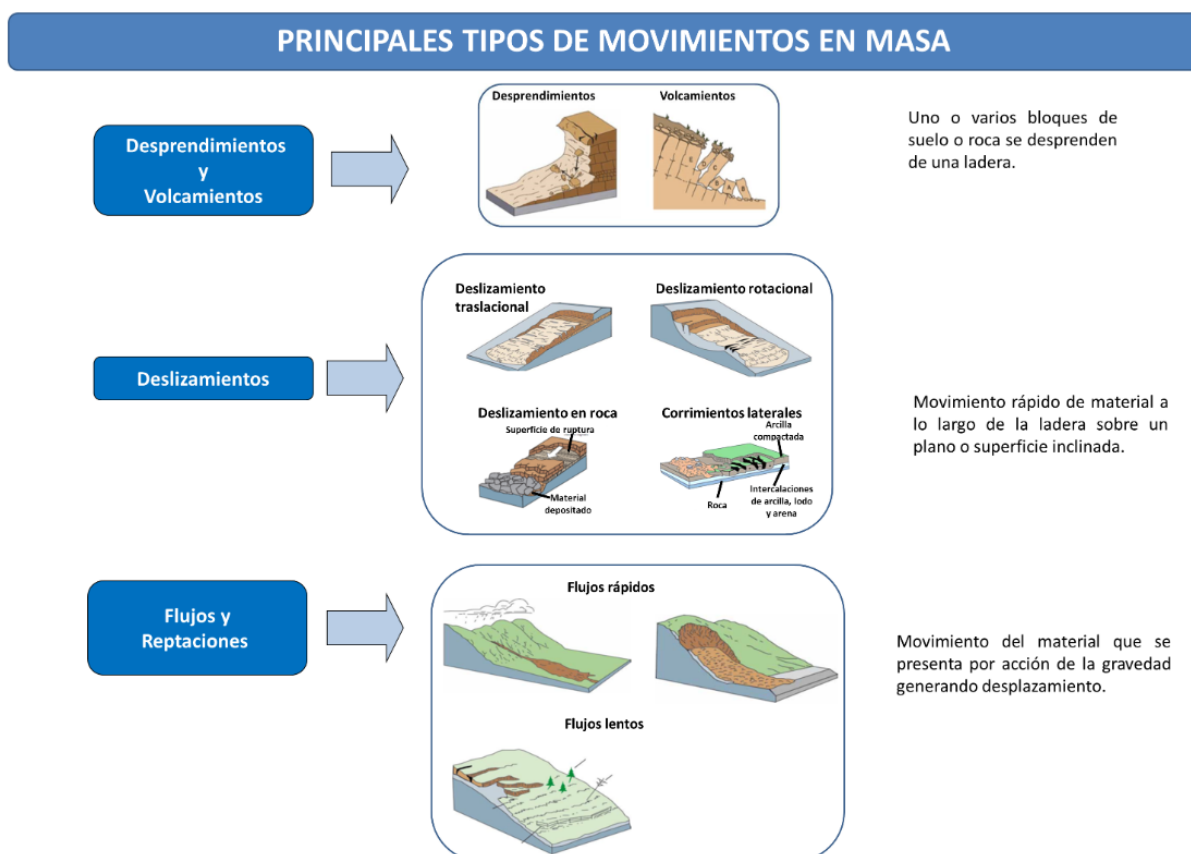 PRINCIPALES TIPOS DE MOVIMIENTOS EN MASA
Desprendimientos
y
Volcamientos
Desprendimientos
Volcamientos
Uno o varios bloques de
suelo o roca se desprenden
de una ladera.
Deslizamientos
Deslizamiento
traslacional
Deslizamiento rotacional
Deslizamiento en roca
Superficie de ruptura
Material
depositado
Corrimientos laterales
Arcilla
compactada
Roca
Intercalaciones
de arcilla, lodo
y arena
Movimiento rápido de material a
lo largo de la ladera sobre un
plano o superficie inclinada.
Flujos y
Reptaciones
Flujos rápidos
Flujos lentos
Movimiento del material que se
presenta por acción de la gravedad
generando desplazamiento.